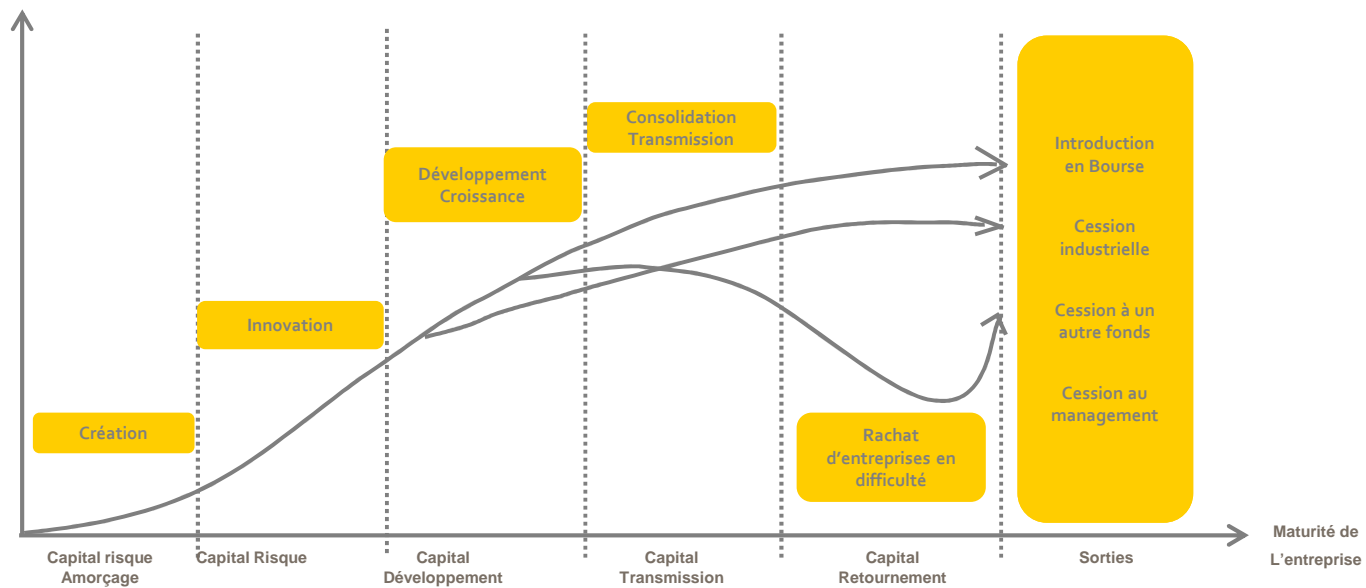 Consolidation
Transmission
Développement
Croissance
Innovation
Création
Rachat
d'entreprises en
difficulté
Introduction
en Bourse
Cession
industrielle
Cession à un
autre fonds
Cession au
management
Capital risque
Amorçage
Capital Risque
Capital
Développement
Capital
Transmission
Capital
Retournement
Sorties
Maturité de
L'entreprise